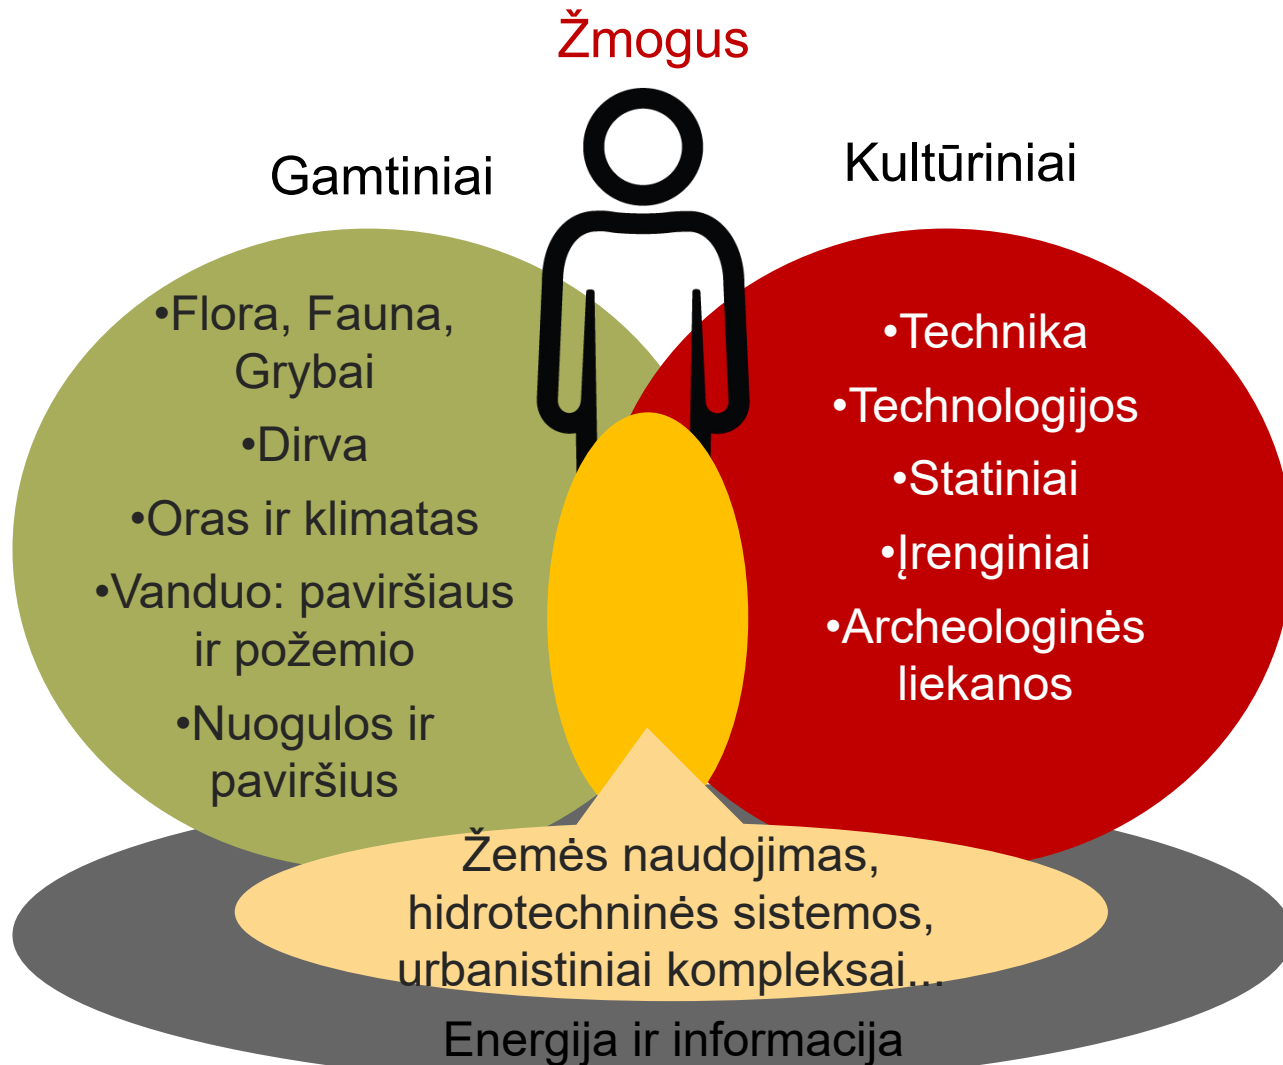 Žmogus
Gamtiniai
Kultūriniai
•Flora, Fauna,
Grybai
•Dirva
•Oras ir klimatas
•Vanduo: paviršiaus
ir požemio
•Nuogulos ir
paviršius
•Technika
•Technologijos
•Statiniai
•Įrenginiai
•Archeologinės
liekanos
Žemės naudojimas,
hidrotechninės sistemos,
urbanistiniai kompleksai...
Energija ir informacija